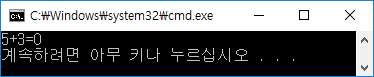 C:\Windows\system32\cmd.exe
5+3=0
계속하려면 아무 키나 누르십시오 . . .